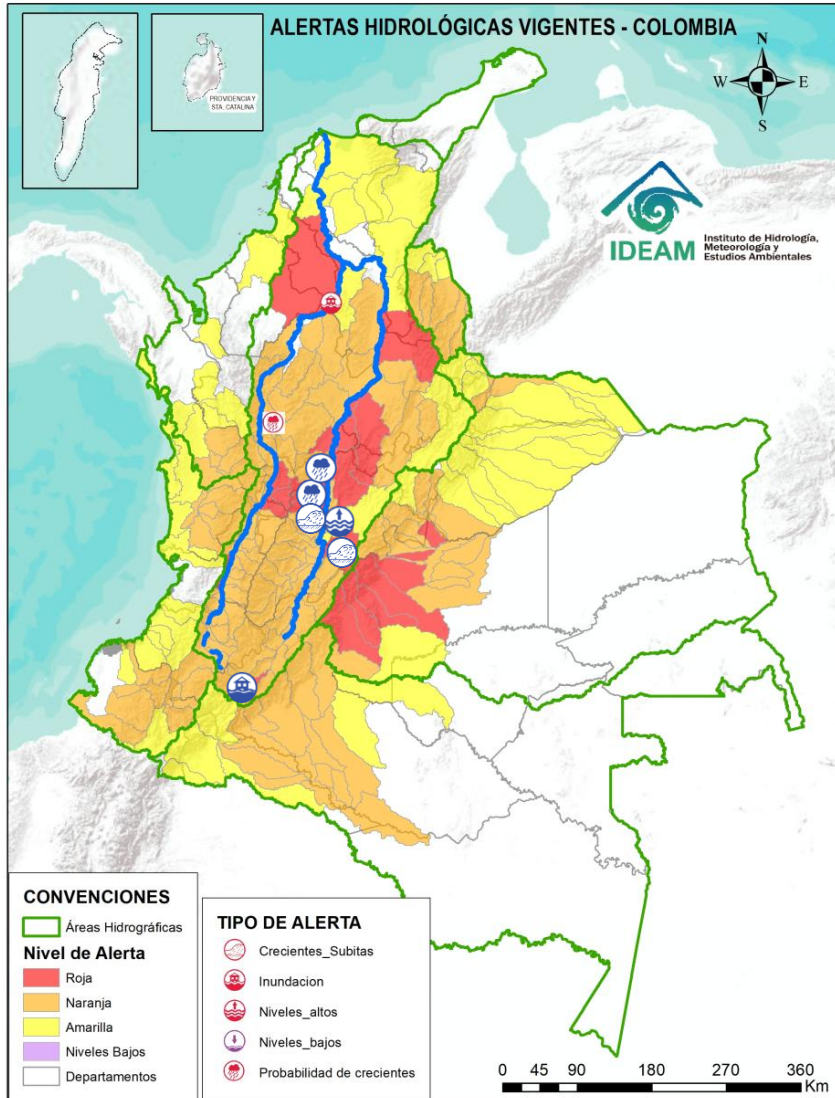 ALERTAS HIDROLÓGICAS VIGENTES - COLOMBIA
PROVIDENCIA Y
STA. CATALINA
N
W
E
S
IDEAM
Instituto de Hidrología,
Meteorología y
Estudios Ambientales
CONVENCIONES
Áreas Hidrográficas
Nivel de Alerta
Roja
Naranja
Amarilla
Niveles Bajos
Departamentos
TIPO DE ALERTA
Crecientes_Subitas
Inundacion
Niveles_altos
Niveles_bajos
Probabilidad de crecientes
0 45 90 180 270 360
Km